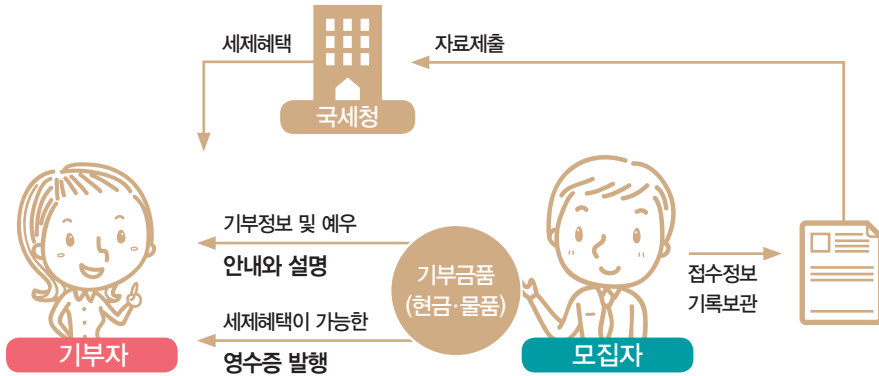 세제혜택
자료제출
국세청
기부정보 및 예우
안내와 설명
기부금품
(현금·물품)
접수정보
기록보관
세제혜택이 가능한
영수증 발행
기부자
모집자